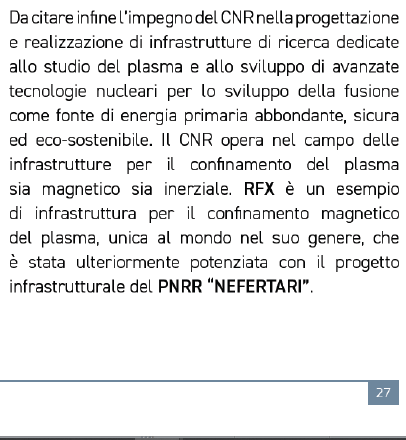 Da citare infine l'impegno del CNR nella progettazione
e realizzazione di infrastrutture di ricerca dedicate
allo studio del plasma e allo sviluppo di avanzate
tecnologie nucleari per lo sviluppo della fusione
come fonte di energia primaria abbondante, sicura
ed eco-sostenibile. Il CNR opera nel campo delle
infrastrutture per il confinamento del plasma
sia magnetico sia inerziale. RFX è un esempio
di infrastruttura per il confinamento magnetico
del plasma, unica al mondo nel suo genere, che
è stata ulteriormente potenziata con il progetto
infrastrutturale del PNRR “NEFERTARI”.
27